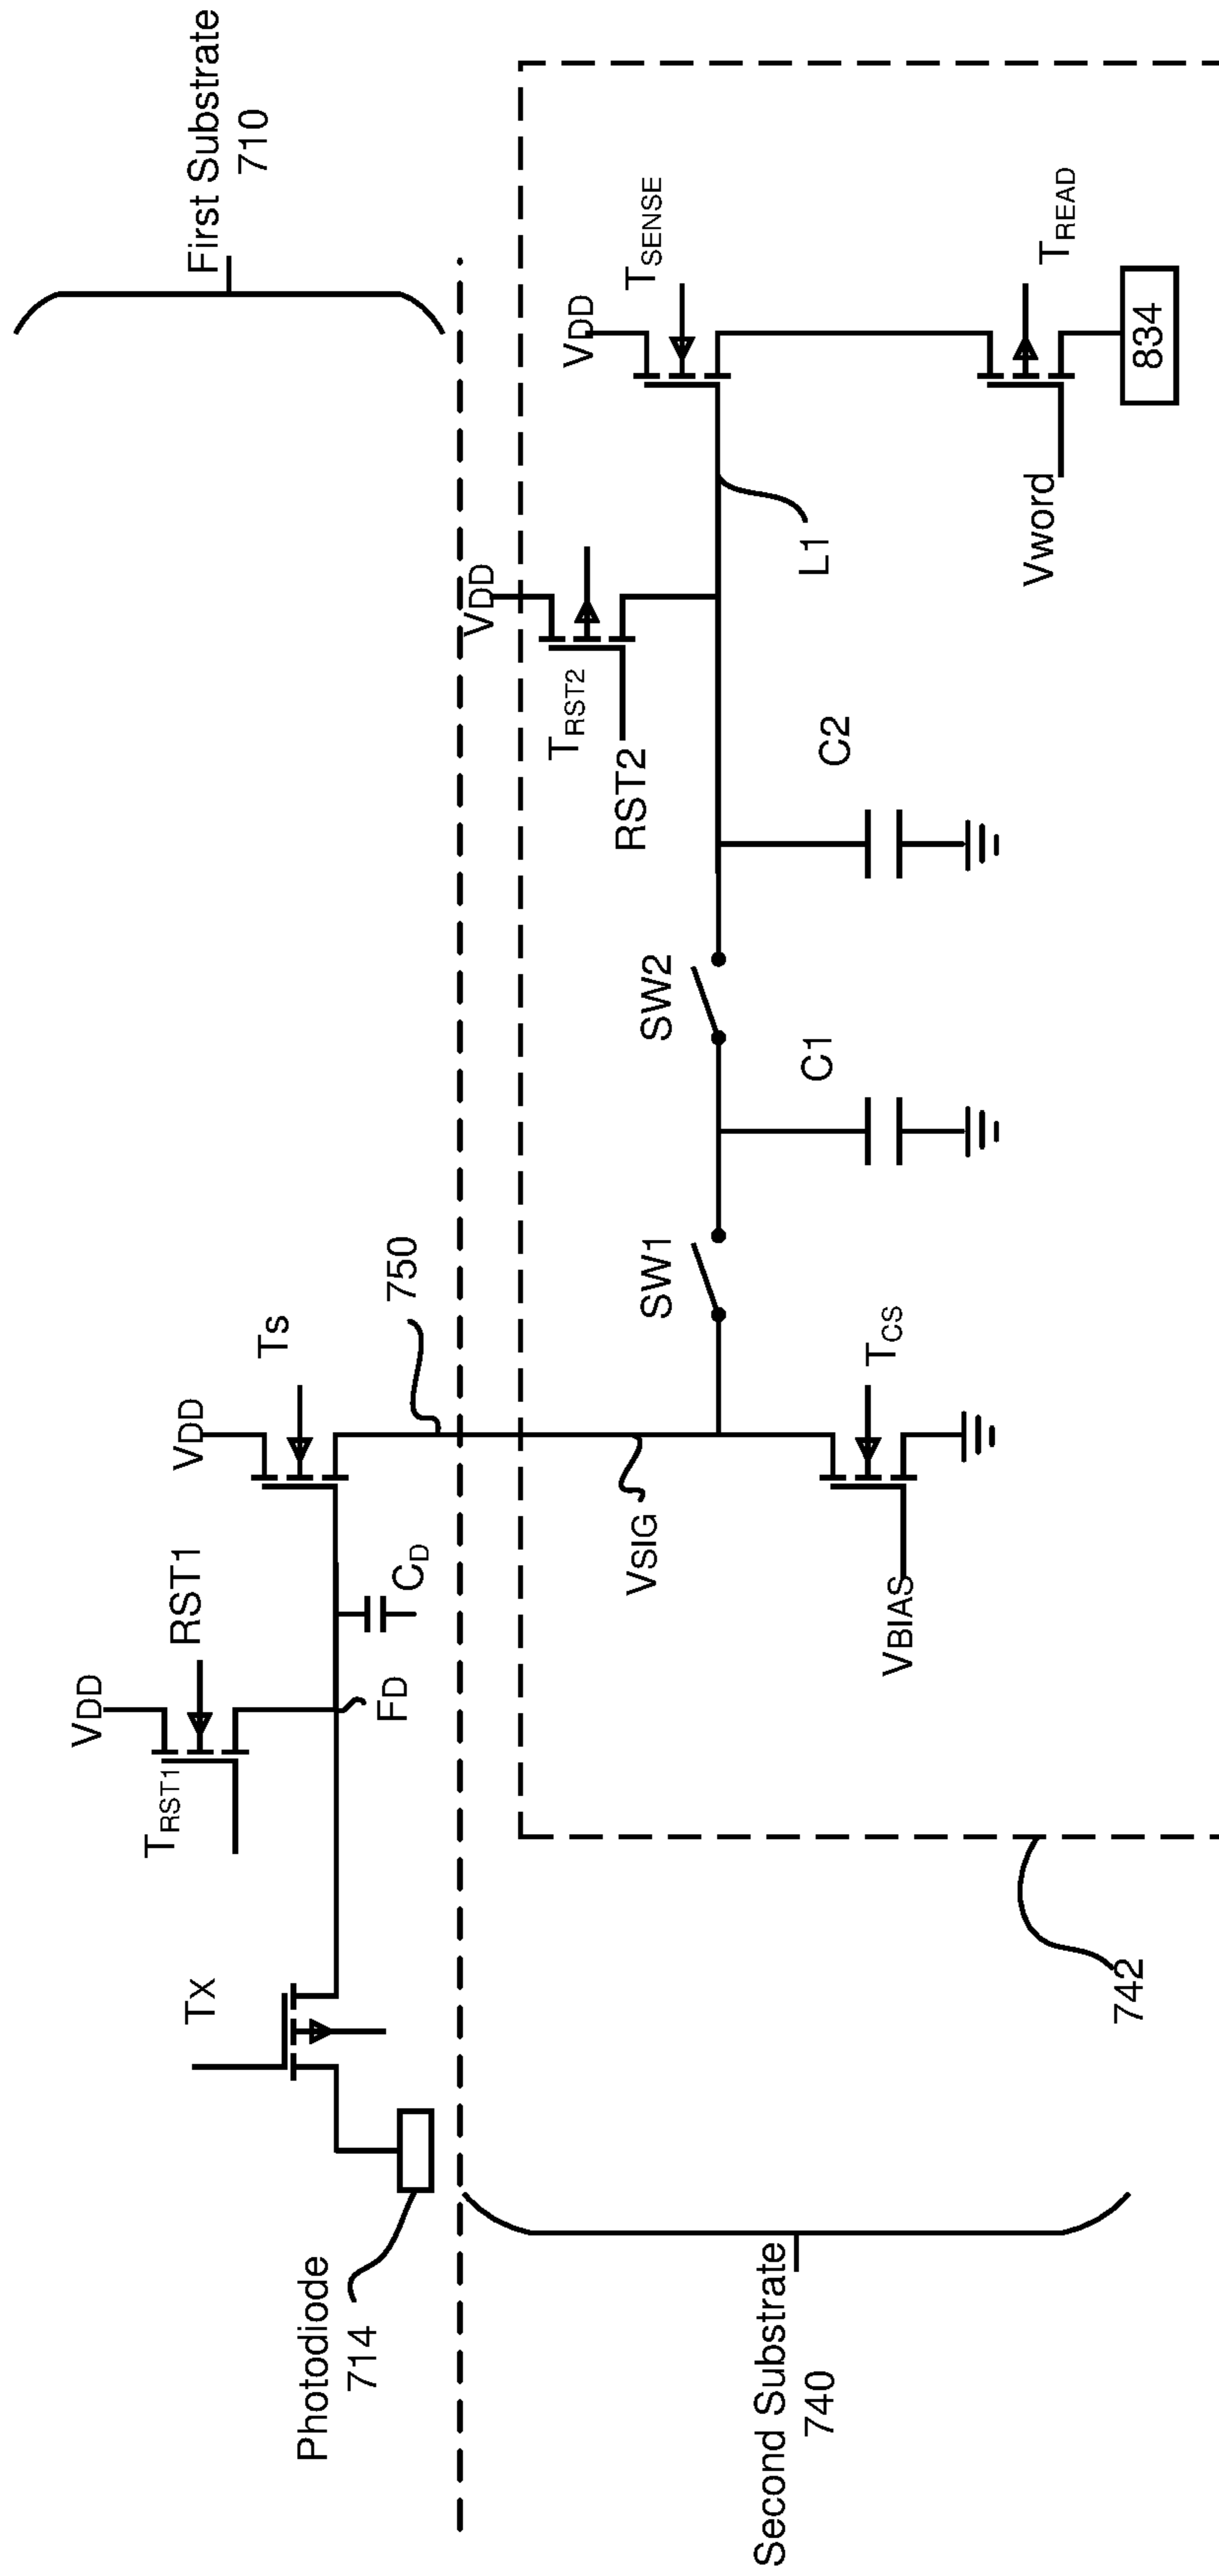 First Substrate
710
VDD
TRST1
RST1
VDD
Ts
Tx
FD
CD
750
Photodiode
714
VDD
TRST2
RST2
VDD
TSENSE
SW1
SW2
VSIG
C1
C2
L1
TCS
VBIAS
Vword
TREAD
834
Second Substrate
740
742